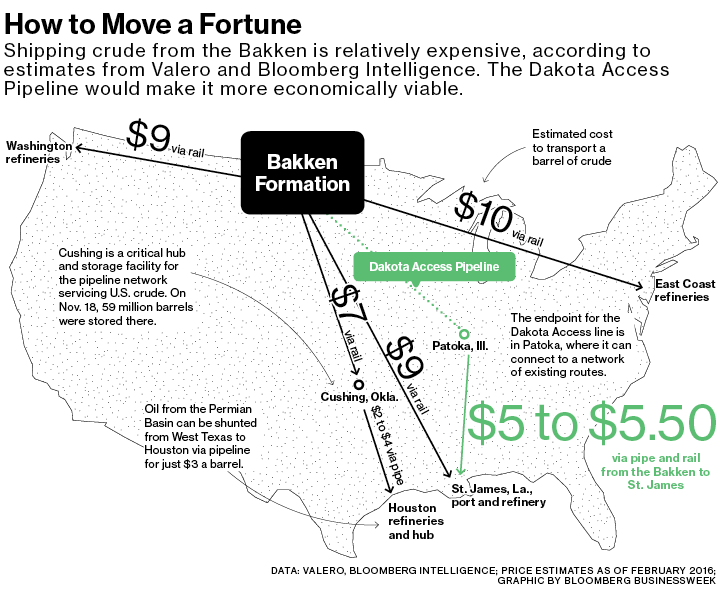 How to Move a Fortune
Shipping crude from the Bakken is relatively expensive, according to
estimates from Valero and Bloomberg Intelligence. The Dakota Access
Pipeline would make it more economically viable.
Washington
refineries
$9 via rail
Bakken
Formation
Estimated cost
to transport a
barrel of crude
$10 via rail
East Coast
refineries
Cushing is a critical hub
and storage facility for
the pipeline network
servicing U.S. crude. On
Nov. 18, 59 million barrels
were stored there.
Dakota Access Pipeline
$7 via rail
$9 via rail
Patoka, Ill.
The endpoint for the
Dakota Access line is
in Patoka, where it can
connect to a network
of existing routes.
Cushing, Okla.
$2 to $4 via pipe
Oil from the Permian
Basin can be shunted
from West Texas to
Houston via pipeline
for just $3 a barrel.
$5 to $5.50
via pipe and rail
from the Bakken to
St. James
St. James, La.,
port and refinery
Houston
refineries
and hub
DATA: VALERO, BLOOMBERG INTELLIGENCE; PRICE ESTIMATES AS OF FEBRUARY 2016;
GRAPHIC BY BLOOMBERG BUSINESSWEEK